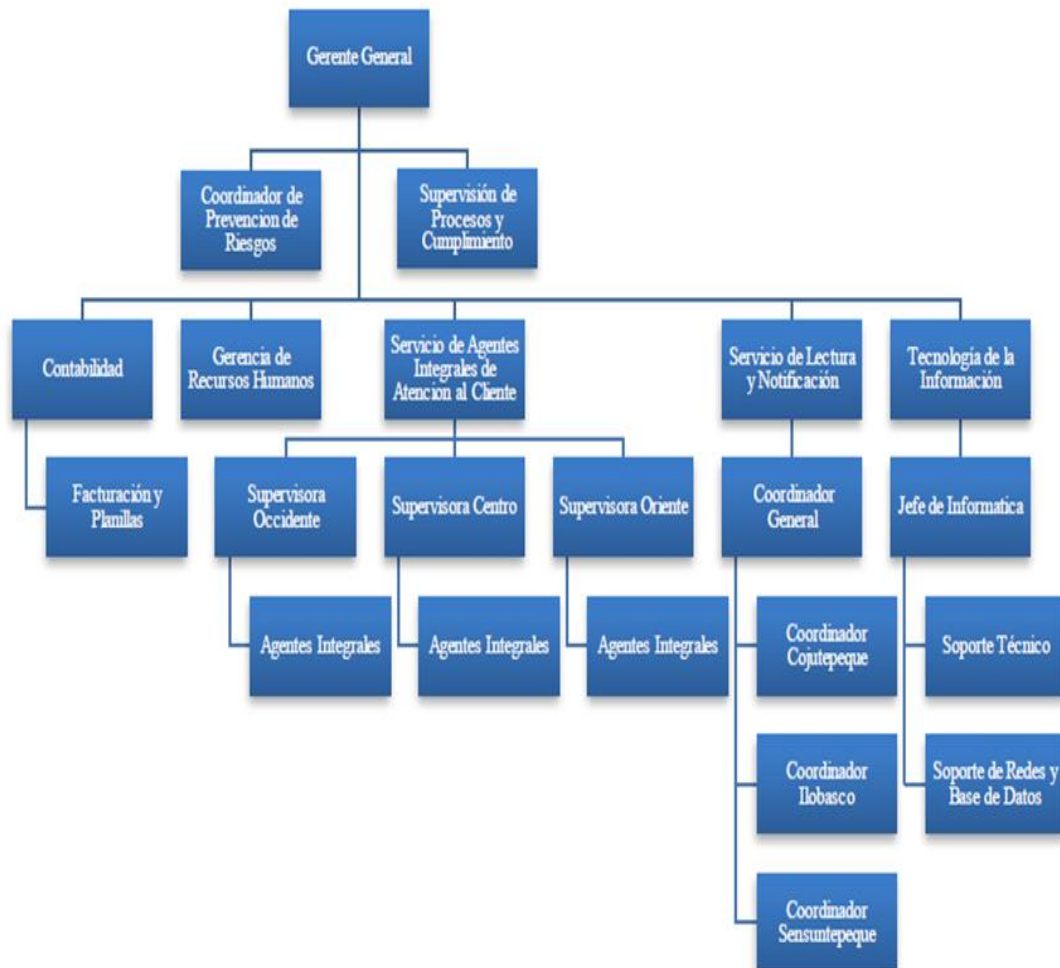 Gerente General
Coordinador de
Prevencion de
Riesgos
Supervisión de
Procesos y
Cumplimiento
Contabilidad
Gerencia de
Recursos Humanos
Servicio de Agentes
Integrales de
Atencion al Cliente
Servicio de Lectura
y Notificación
Tecnología de la
Información
Facturación y
Planillas
Supervisora
Occidente
Supervisora Centro
Supervisora Oriente
Coordinador
General
Jefe de Informatica
Agentes Integrales
Agentes Integrales
Agentes Integrales
Coordinador
Cojutepeque
Soporte Técnico
Coordinador
Ilobasco
Soporte de Redes y
Base de Datos
Coordinador
Sensuntepeque